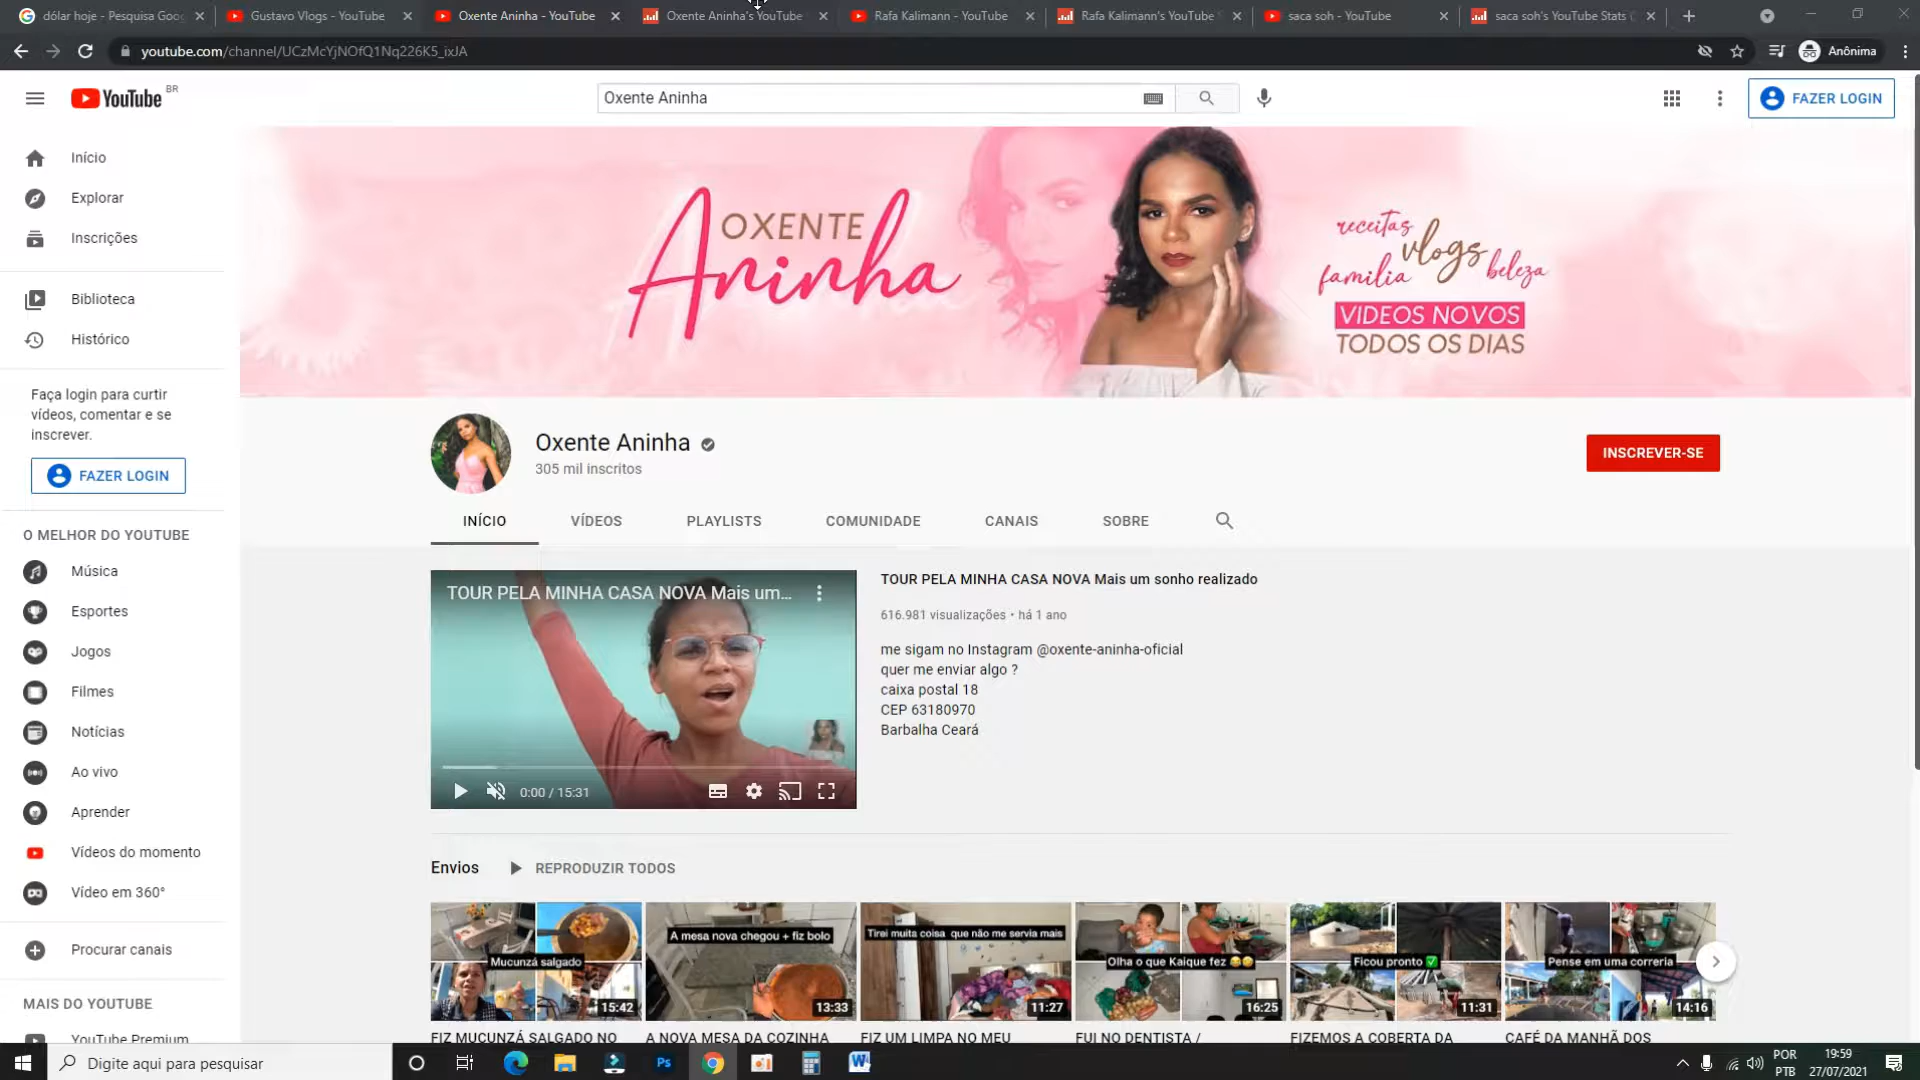 dólar hoje - Pesquisa Goo
Gustavo Vlogs - YouTube
Oxente Aninha - YouTube
Oxente Aninha's YouTube
Rafa Kalimann - YouTube
Rafa Kalimann's YouTube
saca soh - YouTube
saca soh's YouTube Stats
youtube.com/channel/UCzMcYjNOfQ1Nq226K5_ixJA
Anônima
YouTube BR
Oxente Aninha
FAZER LOGIN
Início
Explorar
Inscrições
Biblioteca
Histórico
Faça login para curtir
vídeos, comentar e se
inscrever.
FAZER LOGIN
O MELHOR DO YOUTUBE
Música
Esportes
Jogos
Filmes
Notícias
Ao vivo
Aprender
Vídeos do momento
Vídeo em 360°
Procurar canais
MAIS DO YOUTUBE
YouTube Premium
OXENTE
Aninha
receitas
vlogs
familia
beleza
VIDEOS NOVOS
TODOS OS DIAS
Oxente Aninha
305 mil inscritos
INSCREVER-SE
INÍCIO
VÍDEOS
PLAYLISTS
COMUNIDADE
CANAIS
SOBRE
TOUR PELA MINHA CASA NOVA Mais um...
0:00 / 15:31
TOUR PELA MINHA CASA NOVA Mais um sonho realizado
616.981 visualizações • há 1 ano
me sigam no Instagram @oxente-aninha-oficial
quer me enviar algo ?
caixa postal 18
CEP 63180970
Barbalha Ceará
Envios
REPRODUZIR TODOS
Mucunzá salgado
15:42
A mesa nova chegou + fiz bolo
13:33
Tirei muita coisa que não me servia mais
11:27
Olha o que Kaique fez 😂😂
16:25
Ficou pronto ✅
11:31
Pense em uma correria
14:16
FIZ MUCUNZÁ SALGADO NO
A NOVA MESA DA COZINHA
FIZ UM LIMPA NO MEU
FUI NO DENTISTA /
FIZEMOS A COBERTA DA
CAFÉ DA MANHÃ DOS
Digite aqui para pesquisar
Ps
W
POR
PTB
19:59
27/07/2021